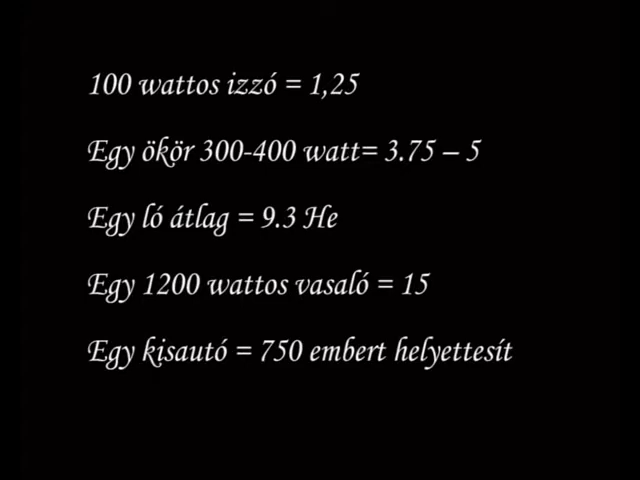 100 wattos izzó = 1,25
Egy ökör 300-400 watt= 3.75 – 5
Egy ló átlag = 9.3 He
Egy 1200 wattos vasaló = 15
Egy kisautó = 750 embert helyettesít